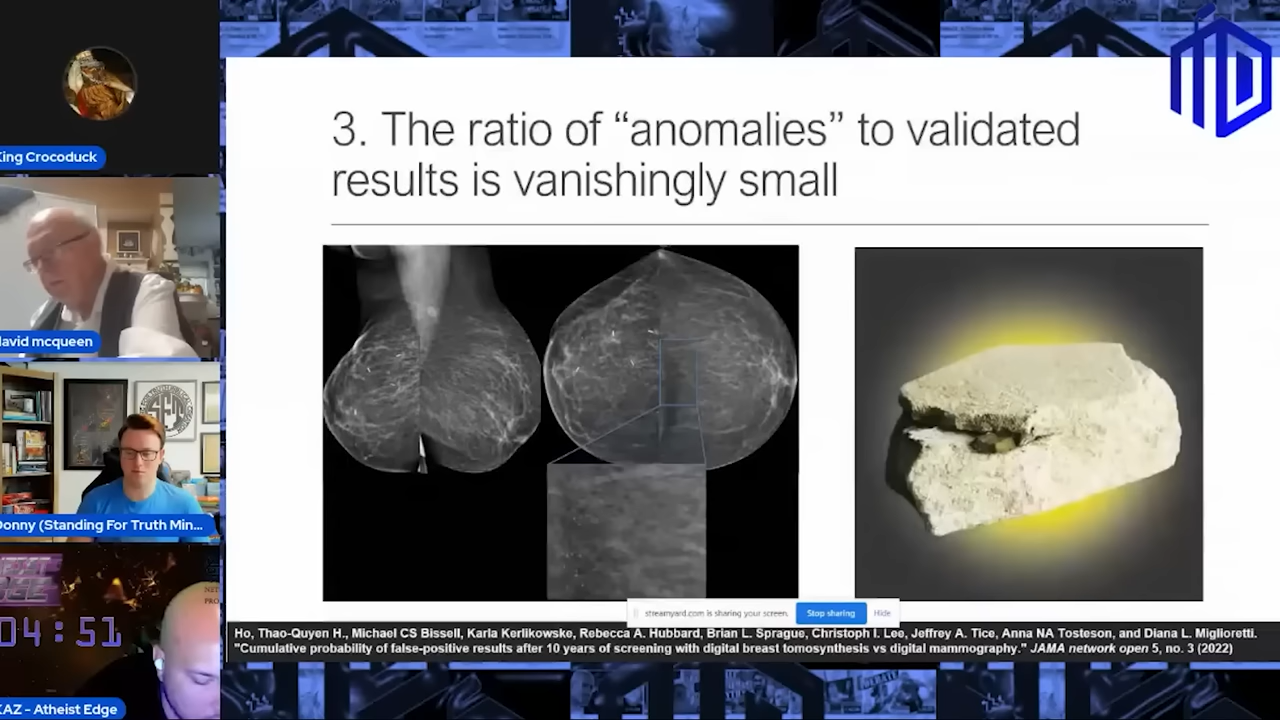 King Crocoduck
david mcqueen
Donny (Standing For Truth Min...
04:51
KAZ - Atheist Edge
3. The ratio of “anomalies” to validated
results is vanishingly small
streamyard.com is sharing your screen.
Stop sharing
Hide
Ho, Thao-Quyen H., Michael CS Bissell, Karla Kerlikowske, Rebecca A. Hubbard, Brian L. Sprague, Christoph I. Lee, Jeffrey A. Tice, Anna NA Tosteson, and Diana L. Miglioretti.
"Cumulative probability of false-positive results after 10 years of screening with digital breast tomosynthesis vs digital mammography." JAMA network open 5, no. 3 (2022)